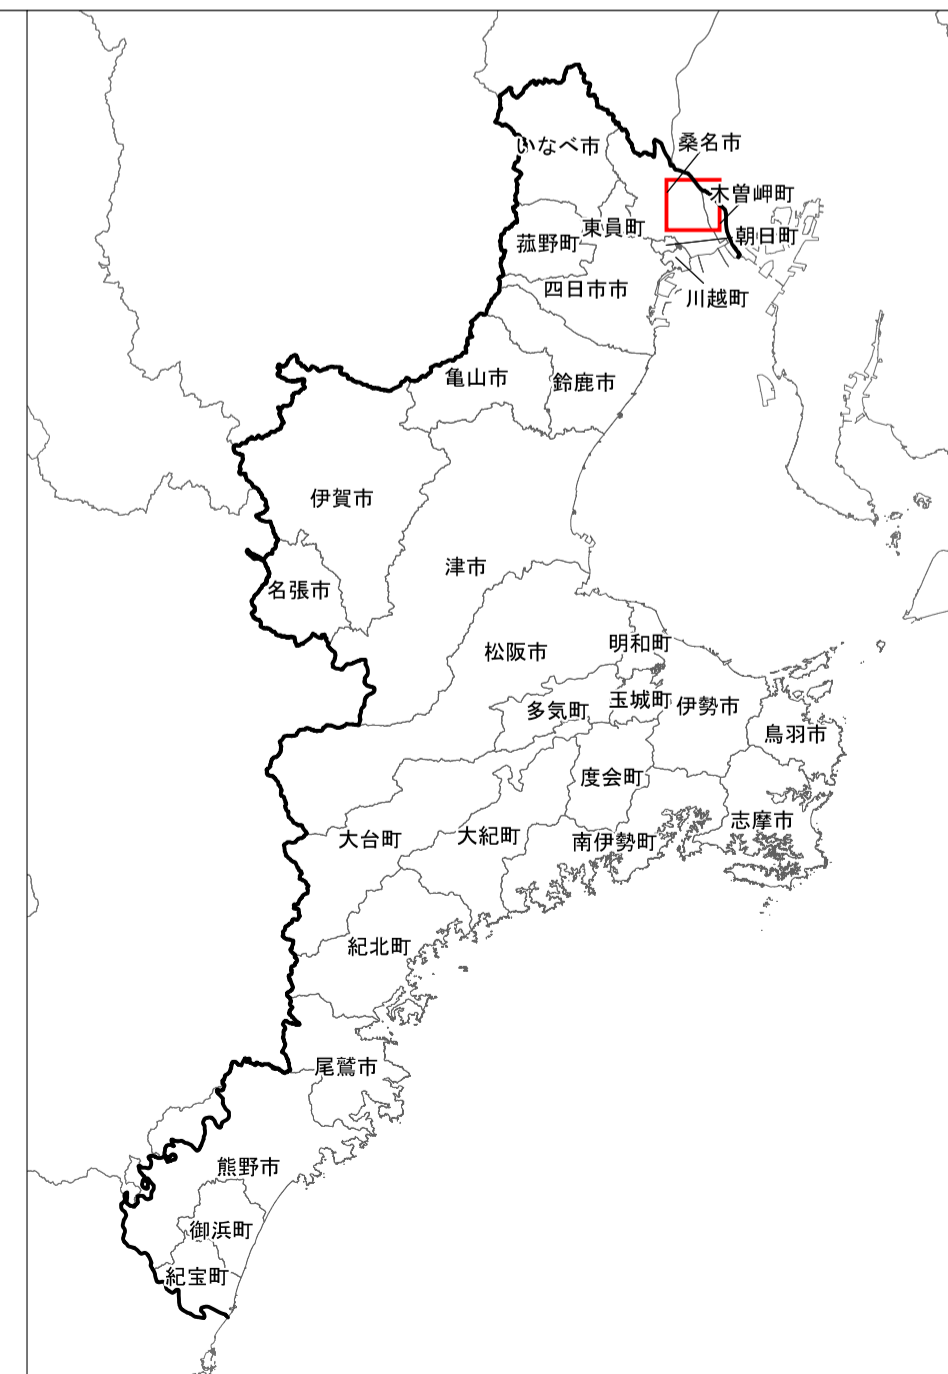 いなべ市
桑名市
木曽岬町
東員町
朝日町
菰野町
四日市市
川越町
亀山市
鈴鹿市
伊賀市
津市
名張市
松阪市
明和町
多気町
玉城町
伊勢市
鳥羽市
度会町
志摩市
大台町
大紀町
南伊勢町
紀北町
尾鷲市
熊野市
御浜町
紀宝町